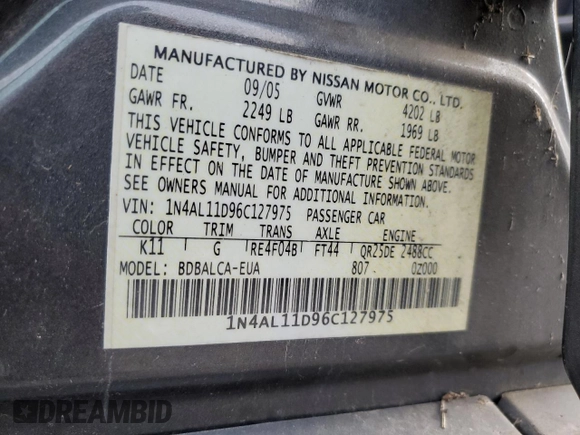 MANUFACTURED BY NISSAN MOTOR CO., LTD.
DATE 09/05 GVWR 4202 LB
GAWR FR. 2249 LB GAWR RR. 1969 LB
THIS VEHICLE CONFORMS TO ALL APPLICABLE FEDERAL MOTOR
VEHICLE SAFETY, BUMPER AND THEFT PREVENTION STANDARDS
IN EFFECT ON THE DATE OF MANUFACTURE SHOWN ABOVE.
SEE OWNERS MANUAL FOR ADDITIONAL INFORMATION.
VIN: 1N4AL11D96C127975 PASSENGER CAR
COLOR TRIM TRANS AXLE ENGINE
K11 G RE4F04B FT44 QR25DE 2488CC
MODEL: BDBALCA-EUA 807 0Z000
1N4AL11D96C127975
DREAMBID